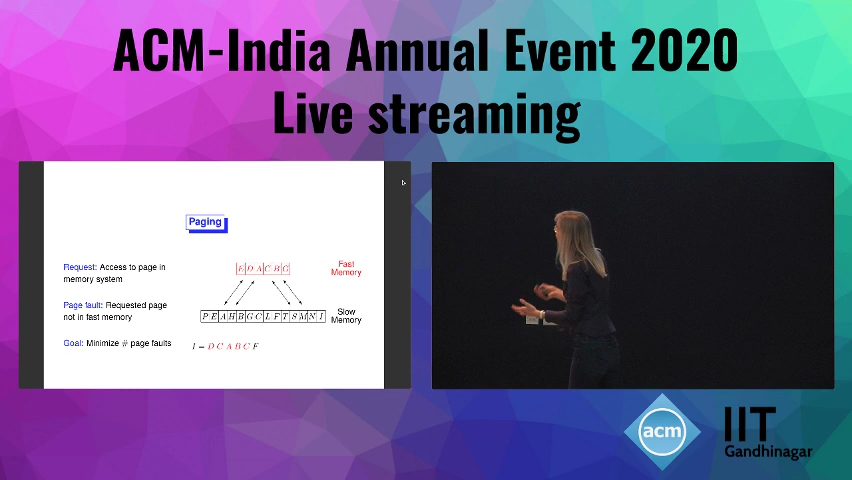 ACM-India Annual Event 2020
Live streaming
Paging
Request: Access to page in
memory system
E D A C B G
Fast
Memory
Page fault: Requested page
not in fast memory
P E A H B G C L F T S M N I
Slow
Memory
Goal: Minimize # page faults
I = D C A B C F
acm
IIT
Gandhinagar